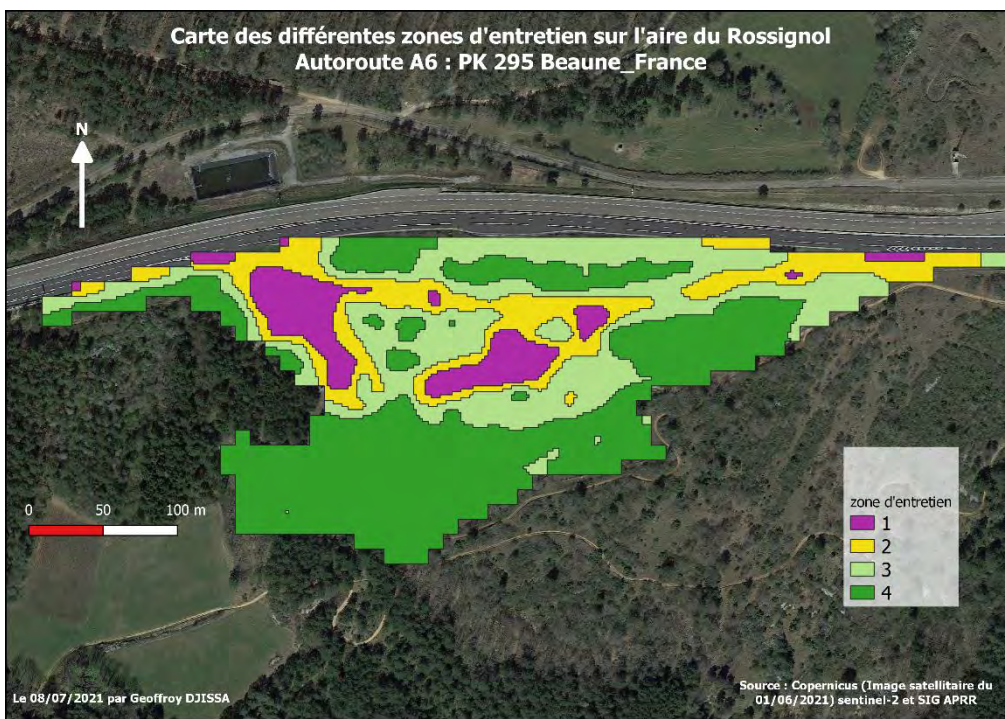 Carte des différentes zones d'entretien sur l'aire du Rossignol
Autoroute A6 : PK 295 Beaune_France
N
0 50 100 m
zone d'entretien
1
2
3
4
Le 08/07/2021 par Geoffroy DJISSA
Source : Copernicus (Image satellitaire du
01/06/2021) sentinel-2 et SIG APRR